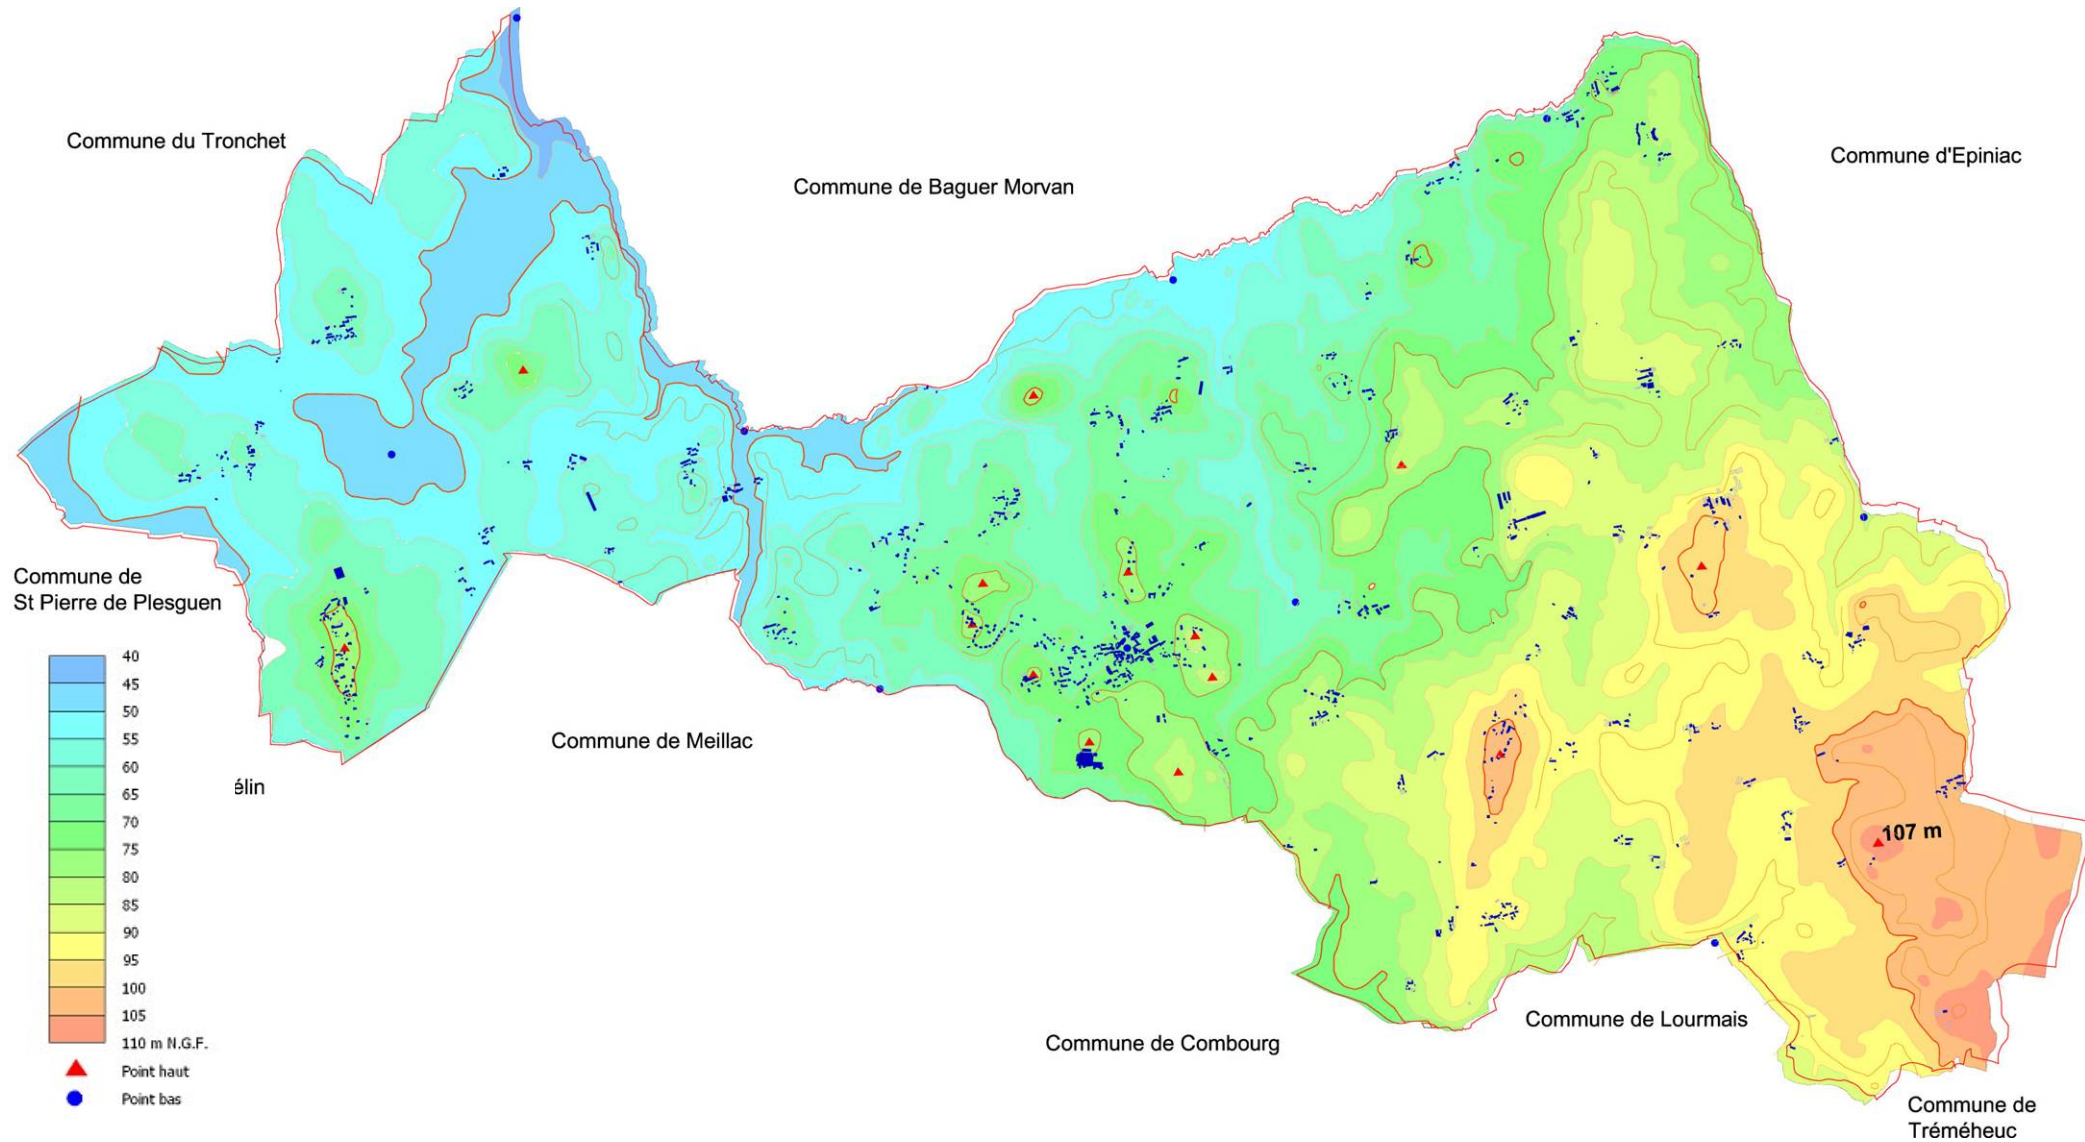 Commune du Tronchet
Commune de Baguer Morvan
Commune d'Epiniac
Commune de
St Pierre de Plesguen
Commune de Meillac
élin
107 m
Commune de Combourg
Commune de Lourmais
Commune de
Tréméheuc
40
45
50
55
60
65
70
75
80
85
90
95
100
105
110 m N.G.F.
Point haut
Point bas